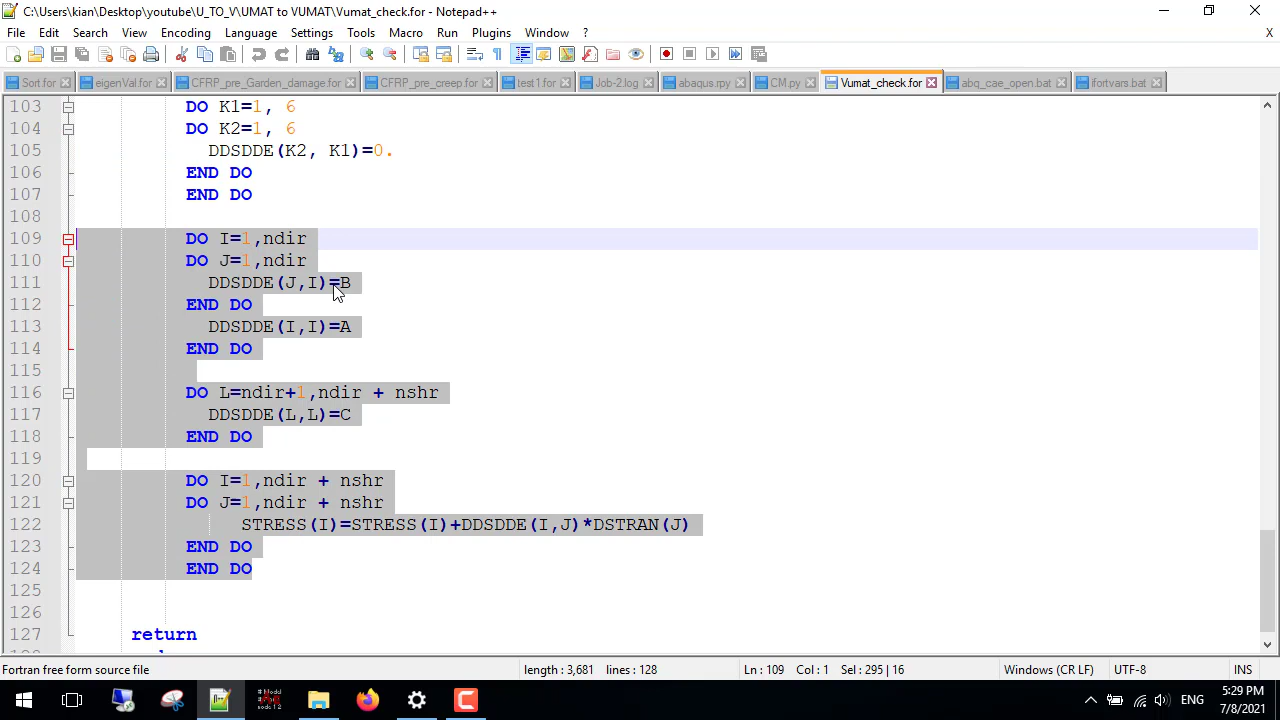 C:\Users\kian\Desktop\youtube\U_TO_V\UMAT to VUMAT\Vumat_check.for - Notepad++
File Edit Search View Encoding Language Settings Tools Macro Run Plugins Window ? X
Sort.for eigenVal.for CFRP_pre_Garden_damage.for CFRP_pre_creep.for test1.for Job-2.log abaqus.rpy CM.py Vumat_check.for abq_cae_open.bat ifortvars.bat
103 DO K1=1, 6
104 DO K2=1, 6
105 DDSDDE(K2, K1)=0.
106 END DO
107 END DO
108
109 DO I=1,ndir
110 DO J=1,ndir
111 DDSDDE(J,I)=B
112 END DO
113 DDSDDE(I,I)=A
114 END DO
115
116 DO L=ndir+1,ndir + nshr
117 DDSDDE(L,L)=C
118 END DO
119
120 DO I=1,ndir + nshr
121 DO J=1,ndir + nshr
122 STRESS(I)=STRESS(I)+DDSDDE(I,J)*DSTRAN(J)
123 END DO
124 END DO
125
126
127 return
Fortran free form source file length : 3,681 lines : 128 Ln : 109 Col : 1 Sel : 295 | 16 Windows (CR LF) UTF-8 INS
ENG 5:29 PM
7/8/2021